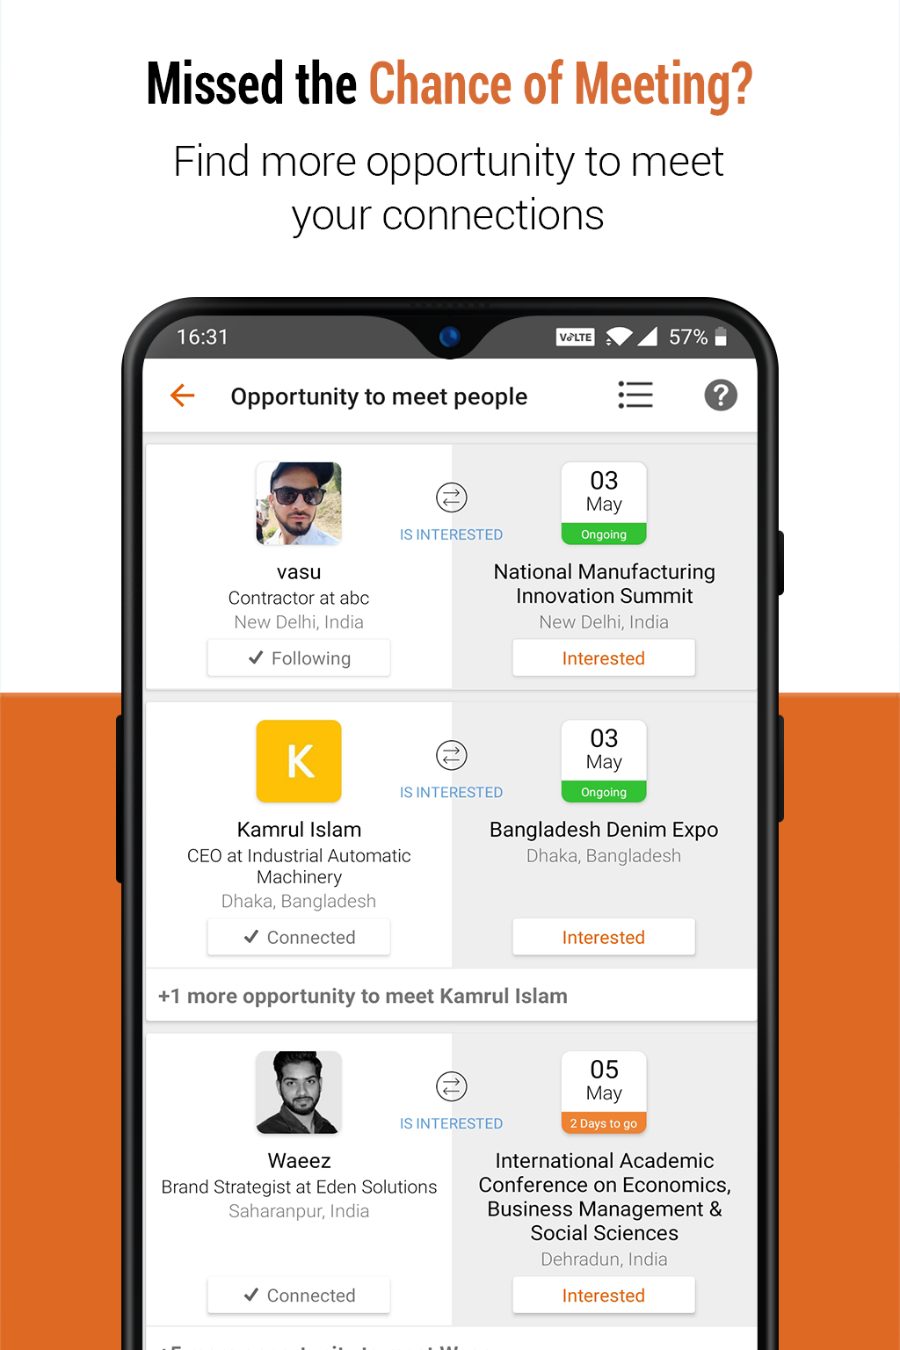 Missed the Chance of Meeting?
Find more opportunity to meet
your connections
16:31
VoLTE
57%
Opportunity to meet people
?
03
May
Ongoing
IS INTERESTED
vasu
Contractor at abc
New Delhi, India
✓ Following
National Manufacturing
Innovation Summit
New Delhi, India
Interested
K
03
May
Ongoing
IS INTERESTED
Kamrul Islam
CEO at Industrial Automatic
Machinery
Dhaka, Bangladesh
✓ Connected
Bangladesh Denim Expo
Dhaka, Bangladesh
Interested
+1 more opportunity to meet Kamrul Islam
05
May
2 Days to go
IS INTERESTED
Waeez
Brand Strategist at Eden Solutions
Saharanpur, India
✓ Connected
International Academic
Conference on Economics,
Business Management &
Social Sciences
Dehradun, India
Interested